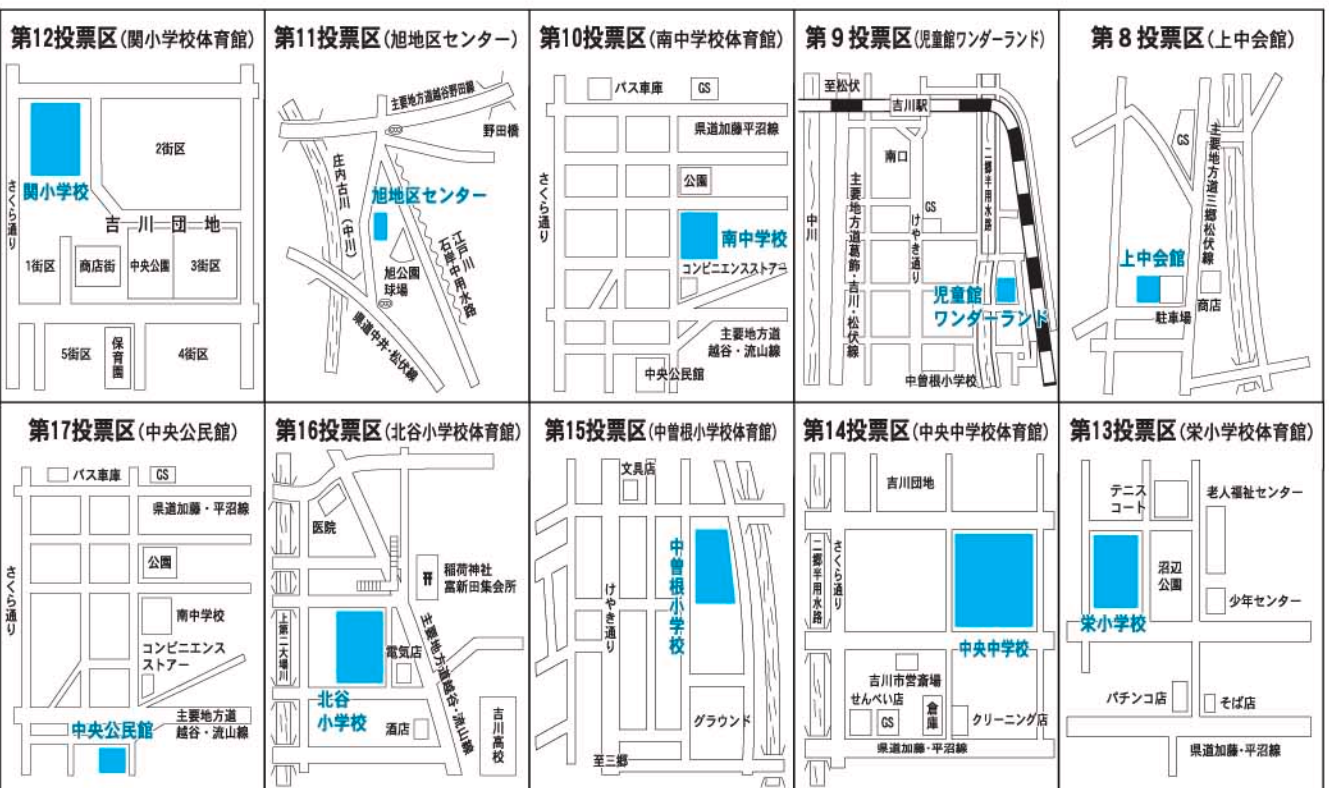 第12投票区(関小学校体育館)
2街区
関小学校
さくら通り
吉川団地
1街区
商店街
中央公園
3街区
5街区
保育園
4街区
第11投票区(旭地区センター)
主要地方道越谷野田線
野田橋
庄内古川(中川)
旭地区センター
江戸川
石岸中用水路
旭公園
球場
県道中井・松伏線
第10投票区(南中学校体育館)
バス車庫
GS
県道加藤平沼線
さくら通り
公園
南中学校
コンビニエンスストアー
主要地方道
越谷・流山線
中央公民館
第9投票区(児童館ワンダーランド)
至松伏
吉川駅
南口
二郷半用水路
中川
主要地方道葛飾・吉川・松伏線
けやき通り
GS
児童館
ワンダーランド
中曽根小学校
第8投票区(上中会館)
GS
主要地方道三郷松伏線
上中会館
駐車場
商店
第17投票区(中央公民館)
バス車庫
GS
県道加藤・平沼線
さくら通り
公園
南中学校
コンビニエンス
ストアー
主要地方道
越谷・流山線
中央公民館
第16投票区(北谷小学校体育館)
医院
稲荷神社
富新田集会所
上第二大場川
主要地方道越谷・流山線
電気店
北谷
小学校
酒店
吉川高校
第15投票区(中曽根小学校体育館)
文具店
中曽根小学校
けやき通り
グラウンド
至三郷
第14投票区(中央中学校体育館)
吉川団地
二郷半用水路
さくら通り
中央中学校
吉川市営斎場
せんべい店
GS
倉庫
クリーニング店
県道加藤・平沼線
第13投票区(栄小学校体育館)
テニス
コート
老人福祉センター
沼辺
公園
少年センター
栄小学校
パチンコ店
そば店
県道加藤・平沼線